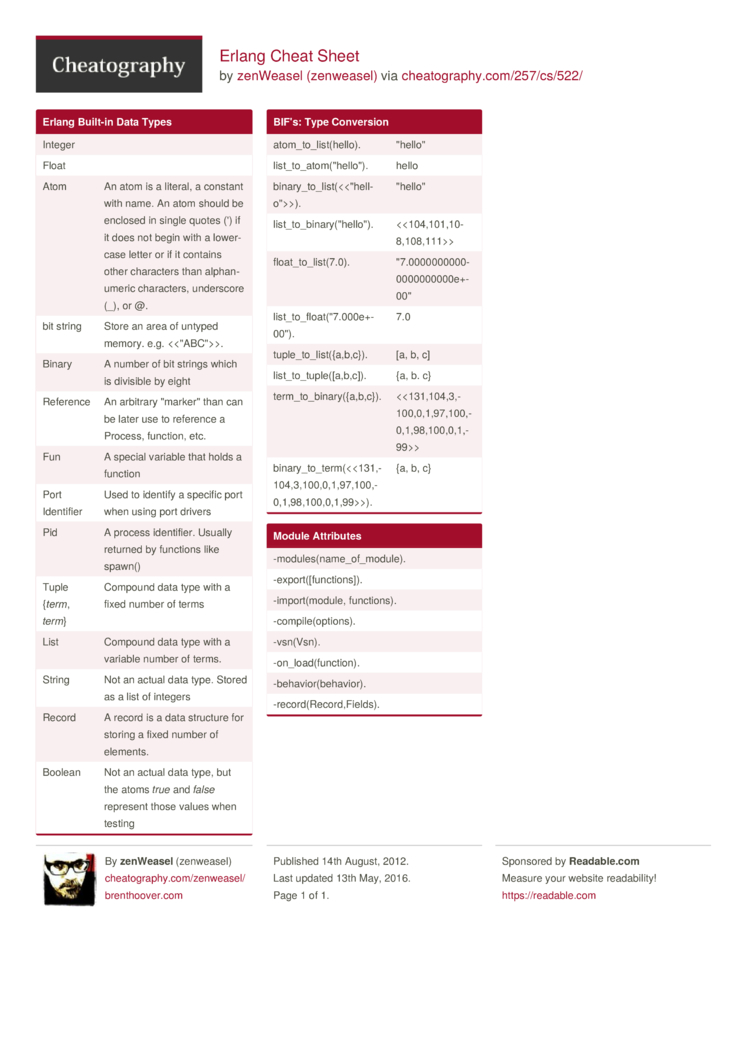 Cheatography
Erlang Cheat Sheet
by zenWeasel (zenweasel) via cheatography.com/257/cs/522/
Erlang Built-in Data Types
Integer
Float
Atom
An atom is a literal, a constant
with name. An atom should be
enclosed in single quotes (') if
it does not begin with a lower-
case letter or if it contains
other characters than alphan-
umeric characters, underscore
(_), or @.
bit string
Store an area of untyped
memory. e.g. <<"ABC">>.
Binary
A number of bit strings which
is divisible by eight
Reference
An arbitrary "marker" than can
be later use to reference a
Process, function, etc.
Fun
A special variable that holds a
function
Port
Identifier
Used to identify a specific port
when using port drivers
Pid
A process identifier. Usually
returned by functions like
spawn()
Tuple
{term,
term}
Compound data type with a
fixed number of terms
List
Compound data type with a
variable number of terms.
String
Not an actual data type. Stored
as a list of integers
Record
A record is a data structure for
storing a fixed number of
elements.
Boolean
Not an actual data type, but
the atoms true and false
represent those values when
testing
BIF's: Type Conversion
atom_to_list(hello).
"hello"
list_to_atom("hello").
hello
binary_to_list(<<"hell-
o">>).
"hello"
list_to_binary("hello").
<<104,101,10-
8,108,111>>
float_to_list(7.0).
"7.0000000000-
0000000000e+-
00"
list_to_float("7.000e+-
00").
7.0
tuple_to_list({a,b,c}).
[a, b, c]
list_to_tuple([a,b,c]).
{a, b. c}
term_to_binary({a,b,c}).
<<131,104,3,-
100,0,1,97,100,-
0,1,98,100,0,1,-
99>>
binary_to_term(<<131,-
104,3,100,0,1,97,100,-
0,1,98,100,0,1,99>>).
{a, b, c}
Module Attributes
-modules(name_of_module).
-export([functions]).
-import(module, functions).
-compile(options).
-vsn(Vsn).
-on_load(function).
-behavior(behavior).
-record(Record,Fields).
By zenWeasel (zenweasel)
cheatography.com/zenweasel/
brenthoover.com
Published 14th August, 2012.
Last updated 13th May, 2016.
Page 1 of 1.
Sponsored by Readable.com
Measure your website readability!
https://readable.com